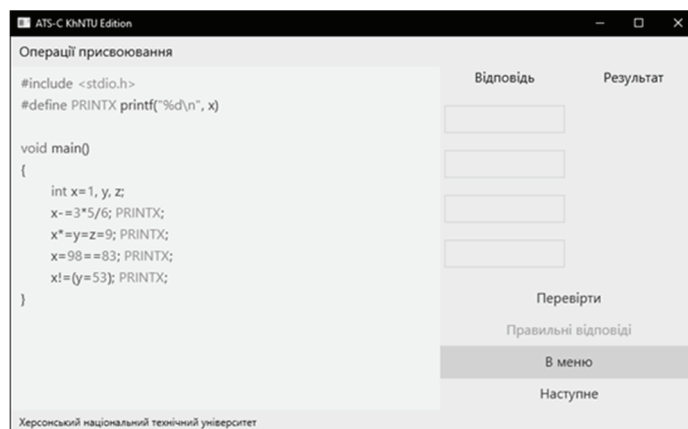 ATS-C KhNTU Edition
Операції присвоювання
#include <stdio.h>
#define PRINTX printf("%d\n", x)
void main()
{
int x=1, y, z;
x-=3*5/6; PRINTX;
x*=y=z=9; PRINTX;
x=98==83; PRINTX;
x!=(y=53); PRINTX;
}
Відповідь Результат
Перевірти
Правильні відповіді
В меню
Наступне
Херсонський національний технічний університет